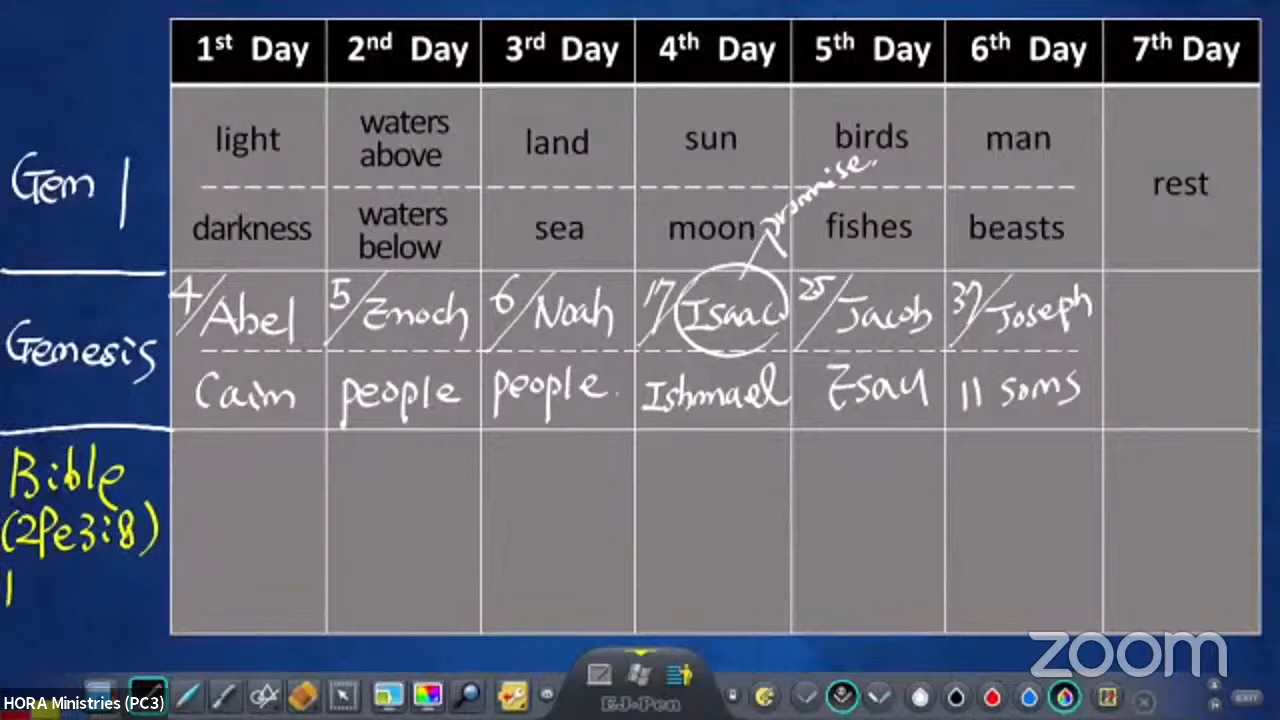 1st Day 2nd Day 3rd Day 4th Day 5th Day 6th Day 7th Day
Gen 1
light waters above land sun birds man
rest
promise.
darkness waters below sea moon fishes beasts
Genesis
4/Abel 5/Enoch 6/Noah 17/Isaac 25/Jacob 37/Joseph
Cain people people. Ishmael Esau 11 sons
Bible
(2Pe3:8)
1
zoom
EJ-Pen
EXIT
HORA Ministries (PC3)